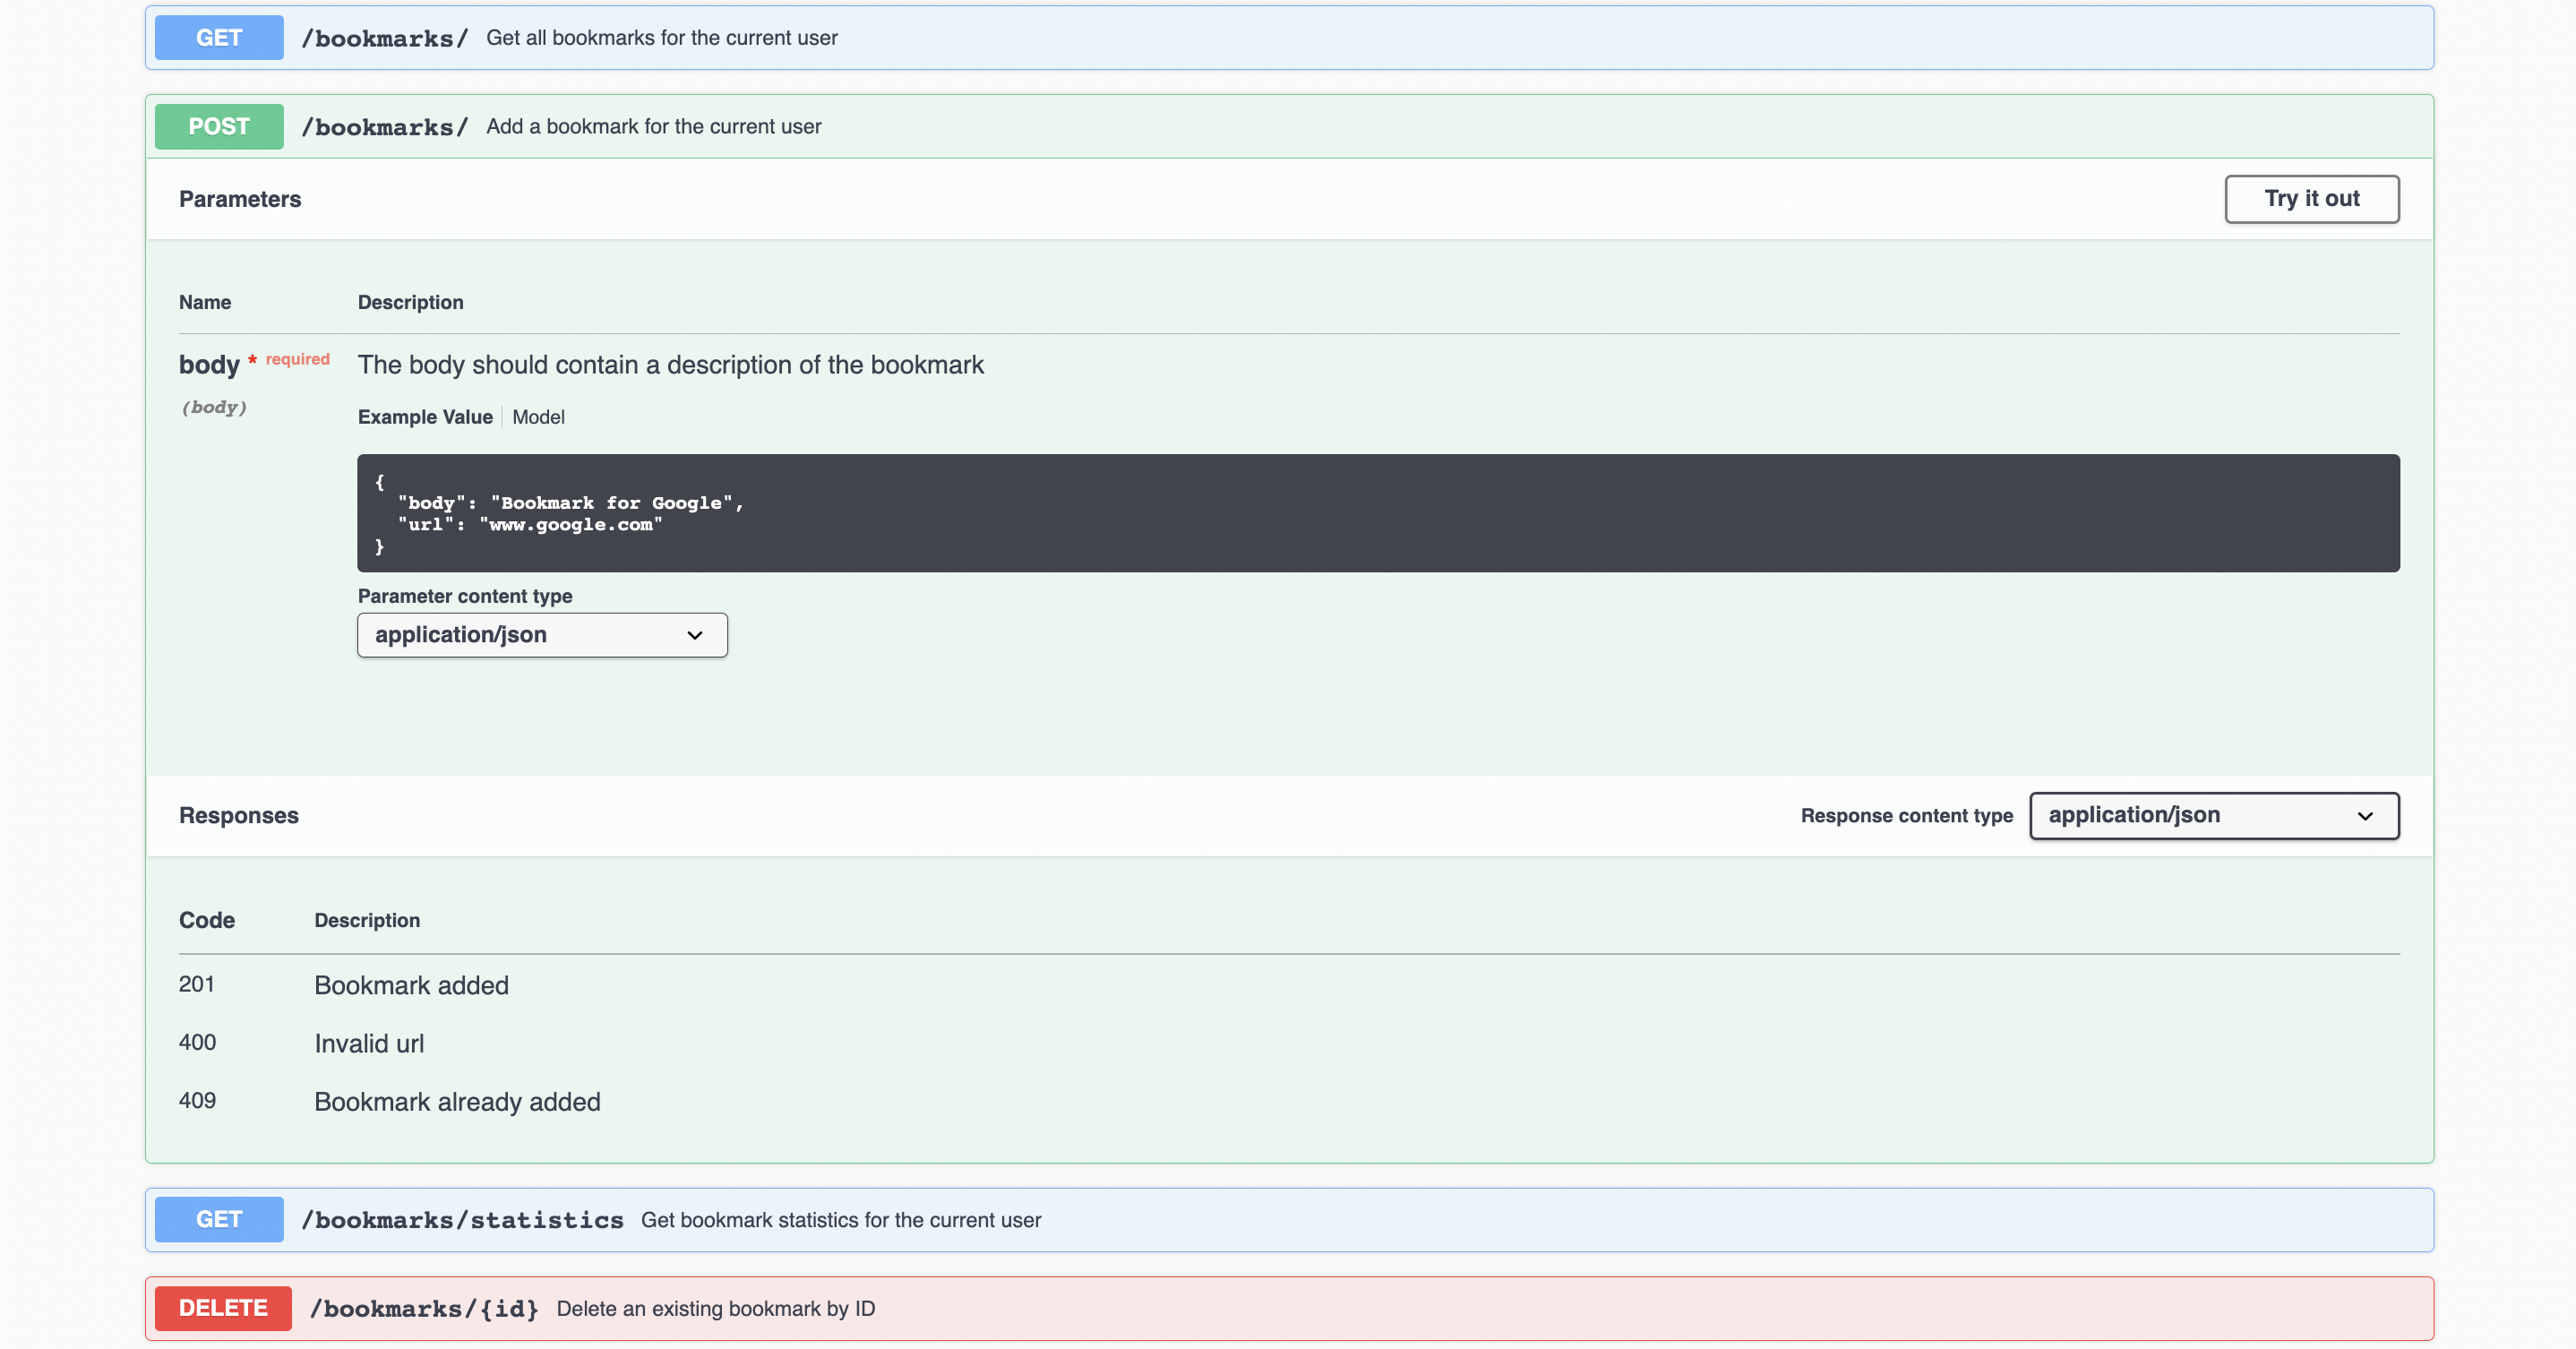 GET /bookmarks/ Get all bookmarks for the current user
POST /bookmarks/ Add a bookmark for the current user
Parameters Try it out
Name Description
body * required The body should contain a description of the bookmark
(body)
Example Value Model
{
"body": "Bookmark for Google",
"url": "www.google.com"
}
Parameter content type
application/json
Responses Response content type application/json
Code Description
201 Bookmark added
400 Invalid url
409 Bookmark already added
GET /bookmarks/statistics Get bookmark statistics for the current user
DELETE /bookmarks/{id} Delete an existing bookmark by ID